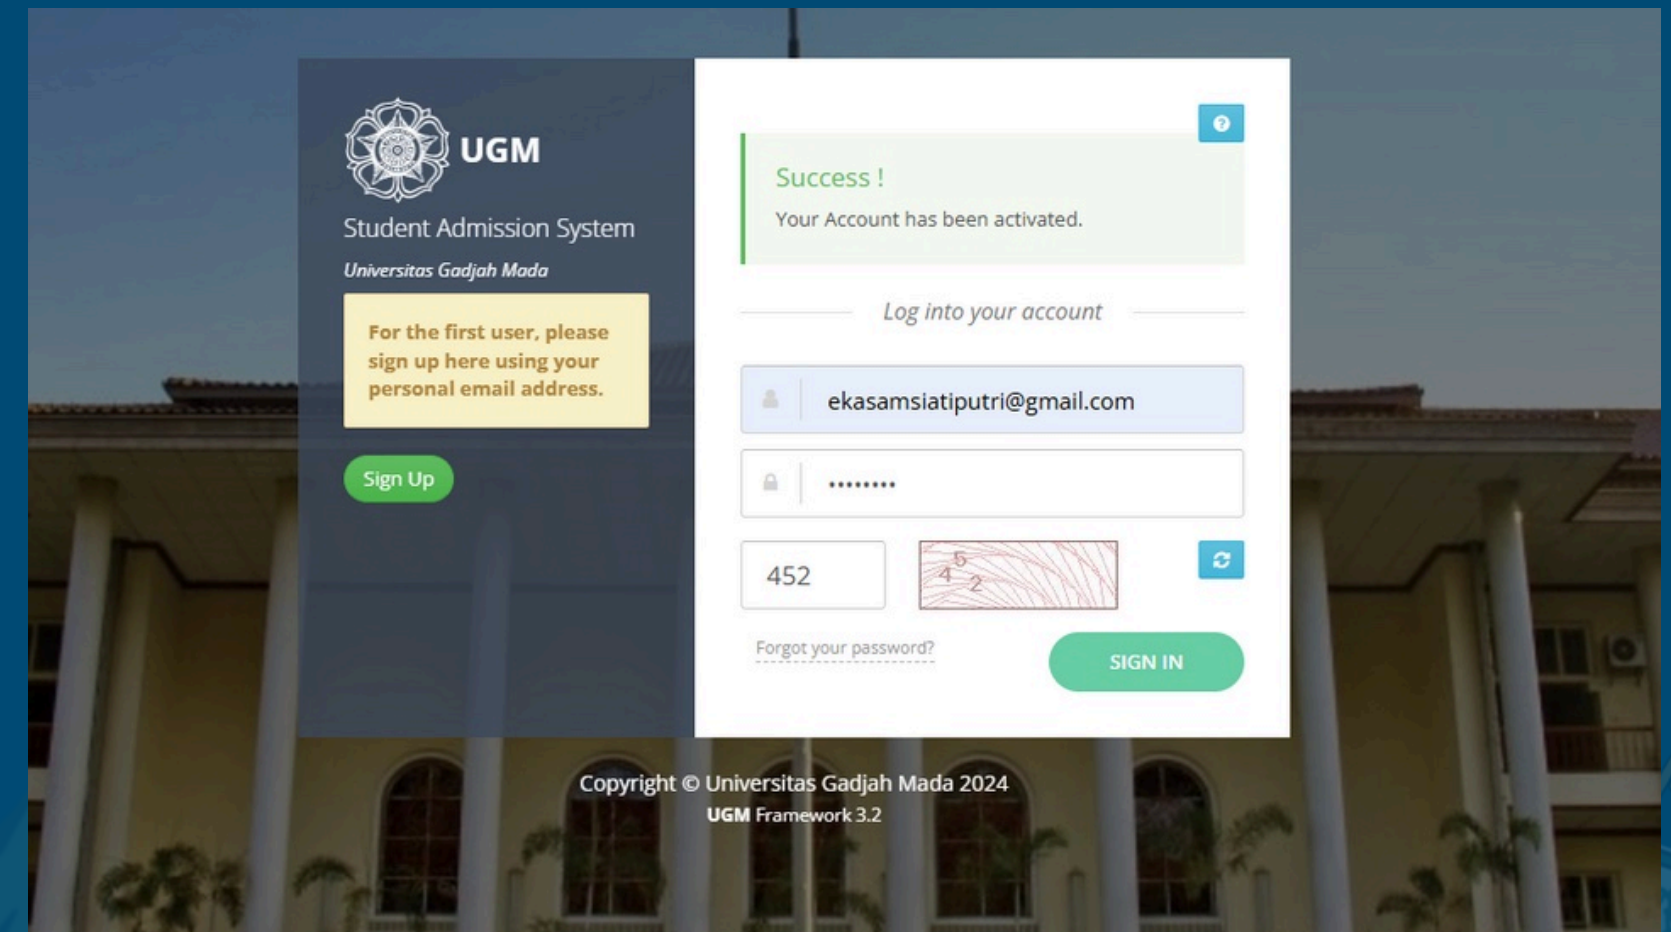 UGM
Student Admission System
Universitas Gadjah Mada
For the first user, please
sign up here using your
personal email address.
Sign Up
Success !
Your Account has been activated.
Log into your account
ekasamsiatiputri@gmail.com
••••••••
452
452
Forgot your password?
SIGN IN
Copyright © Universitas Gadjah Mada 2024
UGM Framework 3.2